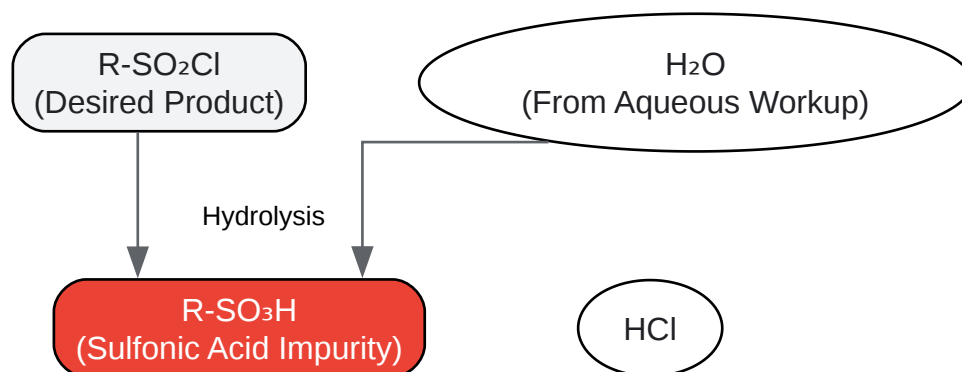 R-SO₂Cl
(Desired Product)
H₂O
(From Aqueous Workup)
Hydrolysis
R-SO₃H
(Sulfonic Acid Impurity)
HCl